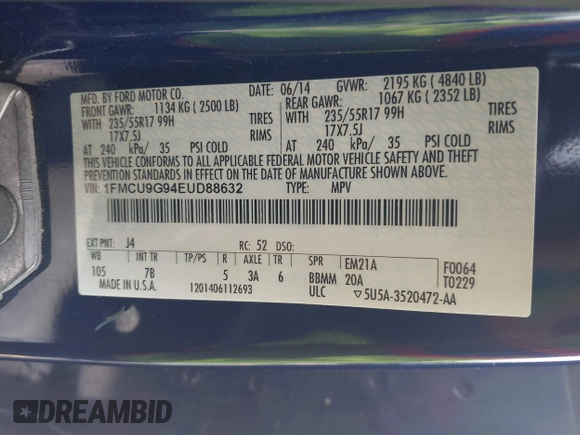 MFD. BY FORD MOTOR CO.
DATE: 06/14 GVWR: 2195 KG ( 4840 LB)
FRONT GAWR: 1134 KG ( 2500 LB)
REAR GAWR: 1067 KG ( 2352 LB)
WITH 235/55R17 99H TIRES
WITH 235/55R17 99H TIRES
17X7.5J RIMS
17X7.5J RIMS
AT 240 kPa/ 35 PSI COLD
AT 240 kPa/ 35 PSI COLD
THIS VEHICLE CONFORMS TO ALL APPLICABLE FEDERAL MOTOR VEHICLE SAFETY AND THEFT
PREVENTION STANDARDS IN EFFECT ON THE DATE OF MANUFACTURE SHOWN ABOVE.
VIN: 1FMCU9G94EUD88632 TYPE: MPV
EXT PNT: J4 RC: 52 DSO:
WB INT TR TP/PS R AXLE TR SPR EM21A F0064
105 7B 5 3A 6 BBMM 20A T0229
MADE IN U.S.A. 1201406112693 ULC ▽5U5A-3520472-AA
DREAMBID